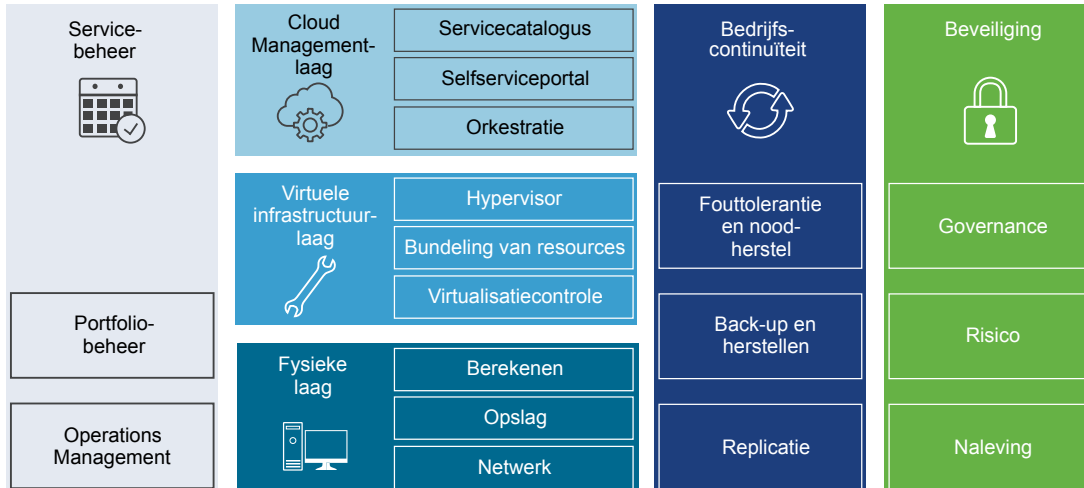 Service-
beheer
Portfolio-
beheer
Operations
Management
Cloud
Management-
laag
Servicecatalogus
Selfserviceportal
Orkestratie
Virtuele
infrastructuur-
laag
Hypervisor
Bundeling van resources
Virtualisatiecontrole
Fysieke
laag
Berekenen
Opslag
Netwerk
Bedrijfs-
continuïteit
Fouttolerantie
en nood-
herstel
Back-up en
herstellen
Replicatie
Beveiliging
Governance
Risico
Naleving